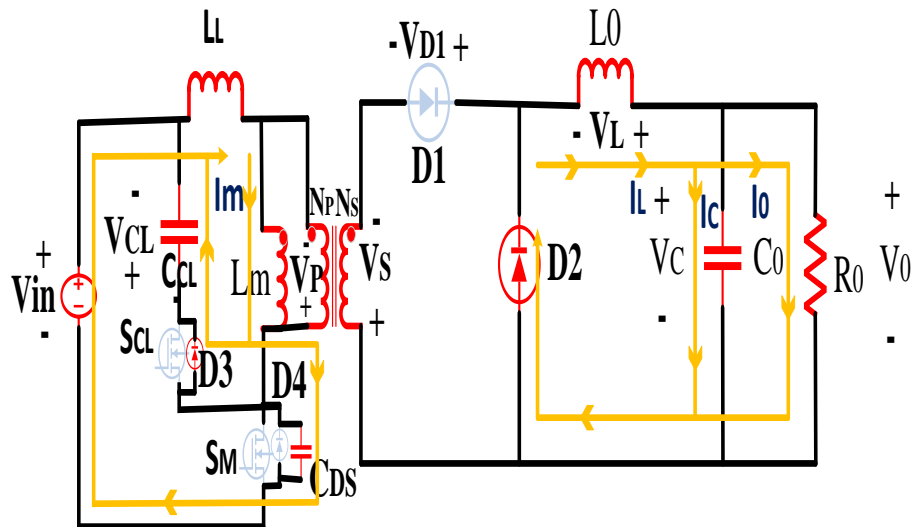 LL
L0
-VD1+
D1
- VL +
Im
IL
IC
I0
NPNS
-
VCL
+
CCL
+
Vin
-
Lm
-
VP
+
-
VS
+
D2
+
VC
-
C0
R0
+
V0
-
SCL
D3
D4
SM
CDS